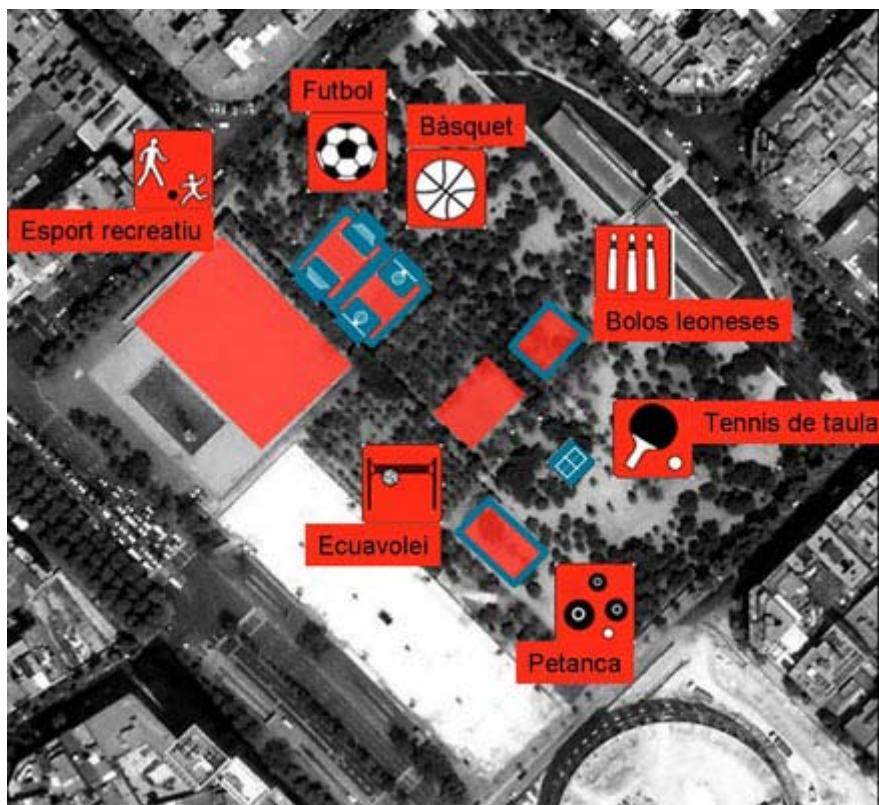 Futbol
Bàsquet
Esport recreatiu
Bolos leoneses
Tennis de taula
Ecuavolei
Petanca